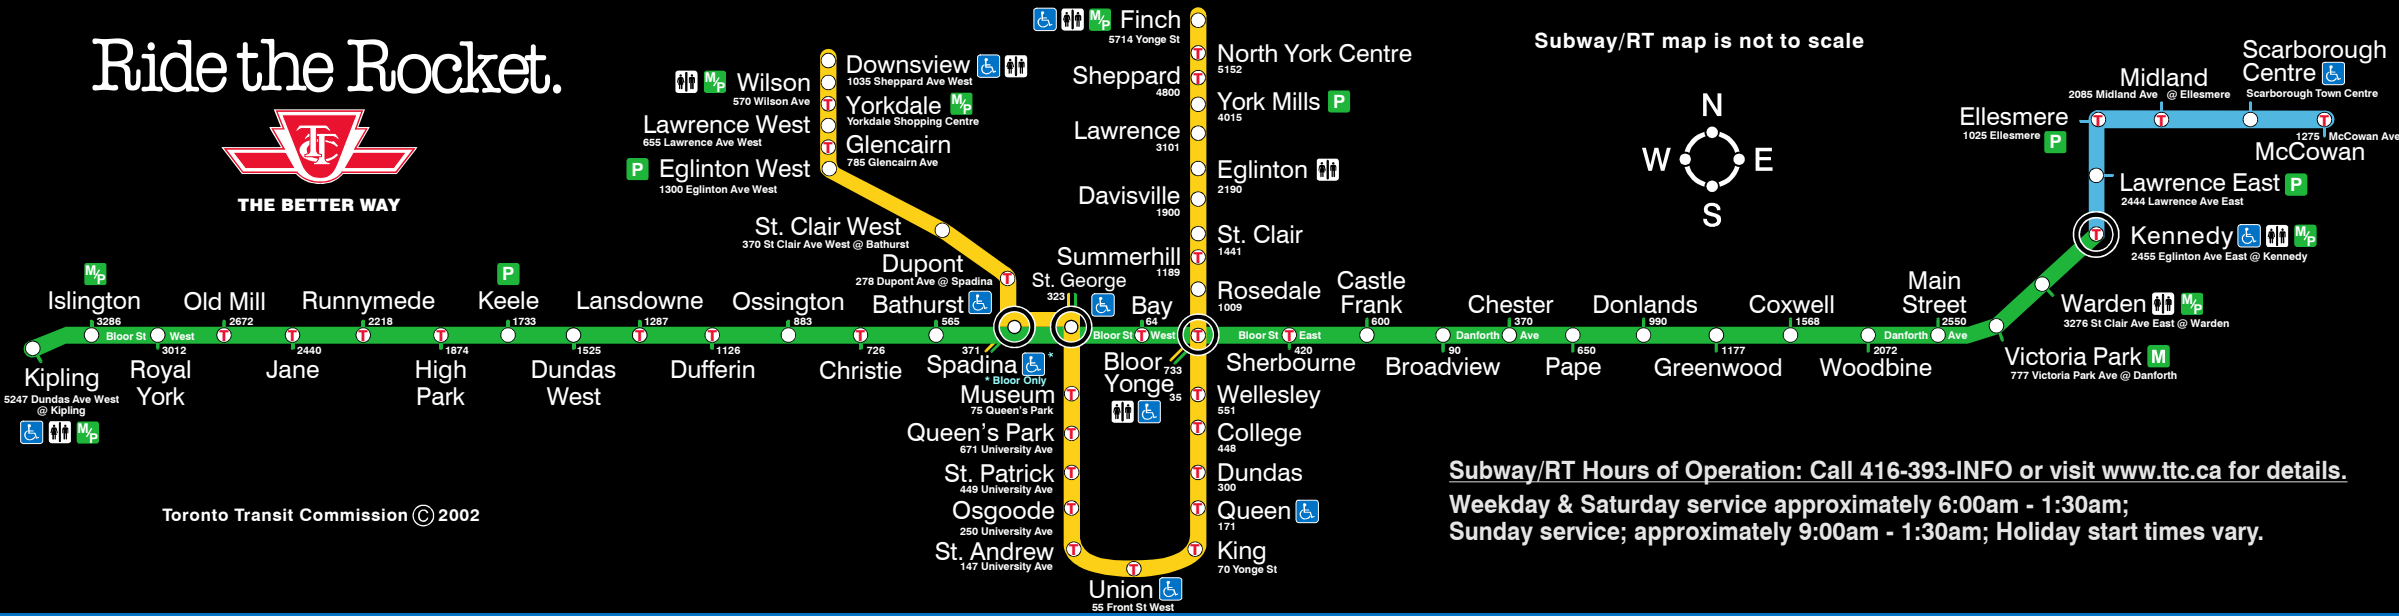 Ride the Rocket.
TTC
THE BETTER WAY
Toronto Transit Commission © 2002
Subway/RT map is not to scale
N
W E
S
Finch
5714 Yonge St
M/P
North York Centre
5152
Sheppard
4800
York Mills P
4015
Lawrence
3101
Eglinton
2190
Davisville
1900
St. Clair
1441
Summerhill
1189
Rosedale
1009
Bloor
Yonge
733
35
Wellesley
551
College
448
Dundas
300
Queen
171
King
70 Yonge St
Union
55 Front St West
St. Andrew
147 University Ave
Osgoode
250 University Ave
St. Patrick
449 University Ave
Queen's Park
671 University Ave
Museum
75 Queen's Park
St. George
323
Spadina *
371
* Bloor Only
Dupont
278 Dupont Ave @ Spadina
St. Clair West
370 St Clair Ave West @ Bathurst
P Eglinton West
1300 Eglinton Ave West
Glencairn
785 Glencairn Ave
Lawrence West
655 Lawrence Ave West
Yorkdale M/P
Yorkdale Shopping Centre
M/P Wilson
570 Wilson Ave
Downsview
1035 Sheppard Ave West
Kipling
5247 Dundas Ave West
@ Kipling
M/P
M/P
Islington
3286
Bloor St West
Royal
York
3012
Old Mill
2672
Jane
2440
Runnymede
2218
High
Park
1874
P
Keele
1733
Dundas
West
1525
Lansdowne
1287
Dufferin
1126
Ossington
883
Christie
726
Bathurst
565
Bay
64
Bloor St West
Bloor St East
Sherbourne
420
Castle
Frank
600
Broadview
90
Danforth Ave
Chester
370
Pape
650
Donlands
990
Greenwood
1177
Coxwell
1568
Woodbine
2072
Danforth Ave
Main
Street
2550
Victoria Park M
777 Victoria Park Ave @ Danforth
Warden M/P
3276 St Clair Ave East @ Warden
Kennedy M/P
2455 Eglinton Ave East @ Kennedy
Lawrence East P
2444 Lawrence Ave East
Ellesmere
1025 Ellesmere
P
Midland
2085 Midland Ave @ Ellesmere
Scarborough
Centre
Scarborough Town Centre
1275 McCowan Ave
McCowan
Subway/RT Hours of Operation: Call 416-393-INFO or visit www.ttc.ca for details.
Weekday & Saturday service approximately 6:00am - 1:30am;
Sunday service; approximately 9:00am - 1:30am; Holiday start times vary.